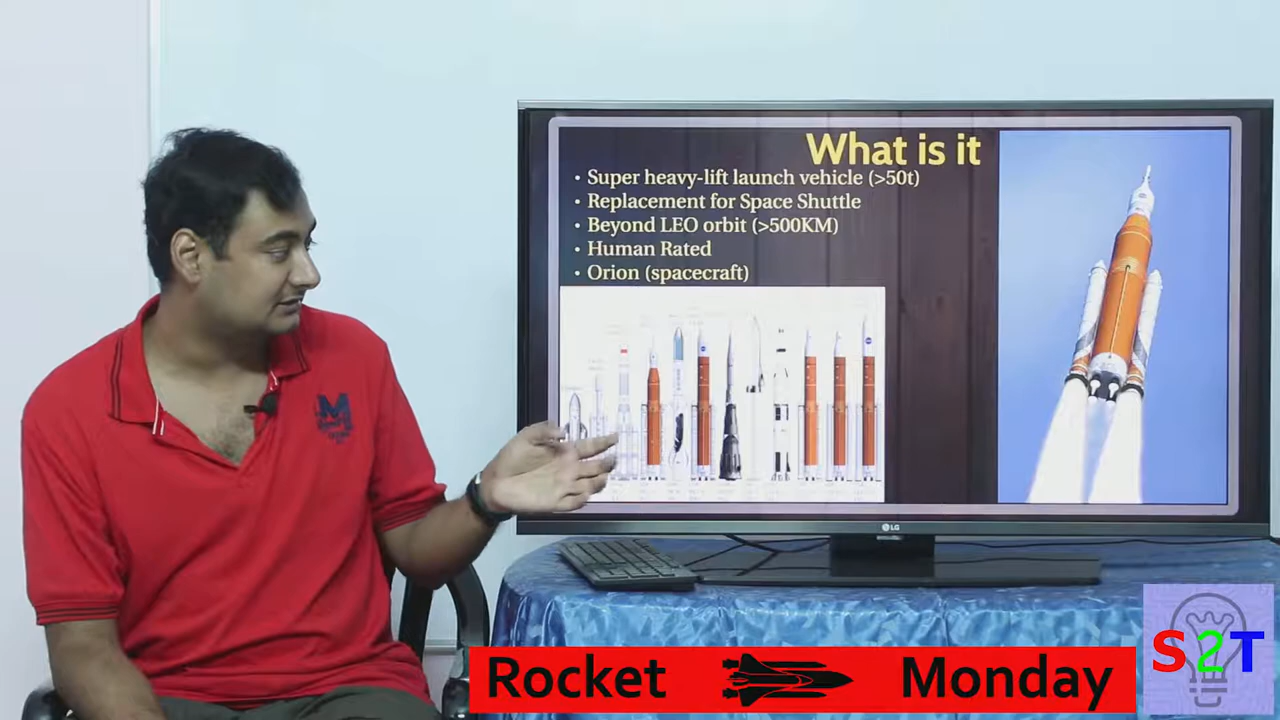 What is it
• Super heavy-lift launch vehicle (>50t)
• Replacement for Space Shuttle
• Beyond LEO orbit (>500KM)
• Human Rated
• Orion (spacecraft)
M
LG
Rocket Monday
S2T